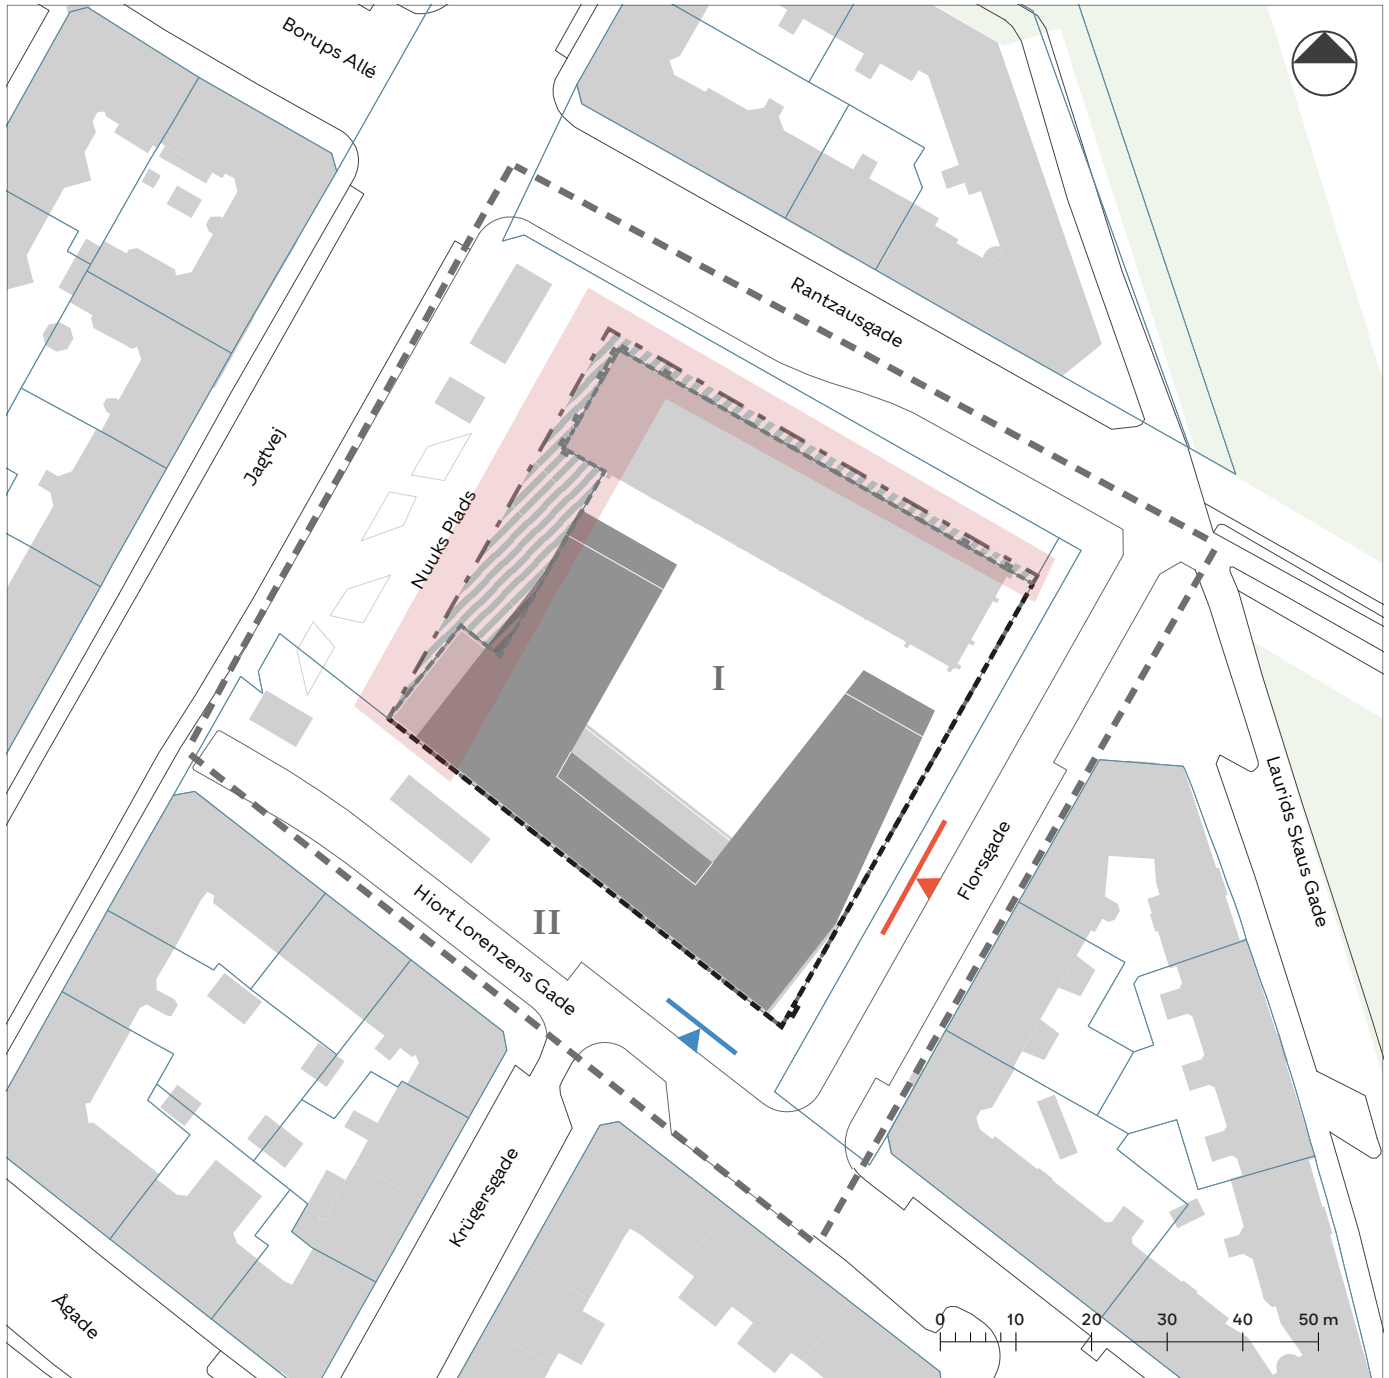 Borups Allé
Rantzausgade
Jagtvej
Nuuks Plads
I
Laurids Skaus Gade
Florsgade
II
Hiort Lorenzens Gade
Krügersgade
Ågade
0 10 20 30 40 50 m